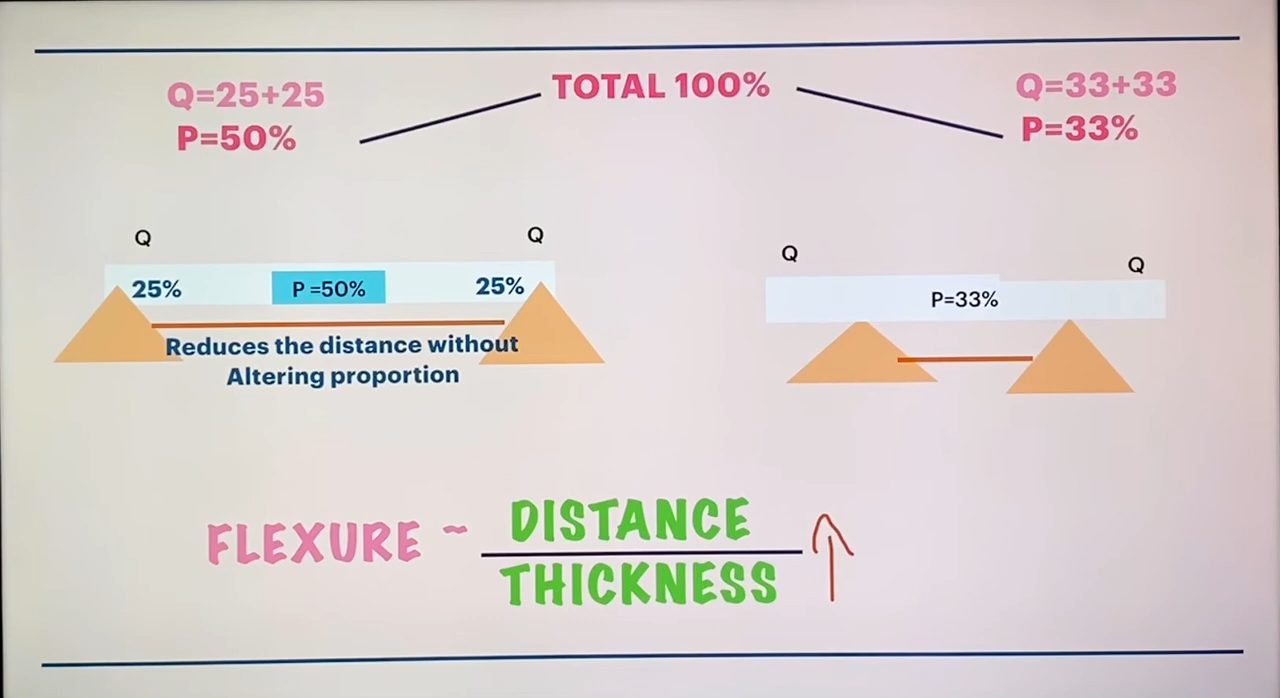 TOTAL 100%
Q=25+25
P=50%
Q=33+33
P=33%
Q
Q
25%
P =50%
25%
Reduces the distance without
Altering proportion
Q
Q
P=33%
FLEXURE ~ DISTANCE
THICKNESS